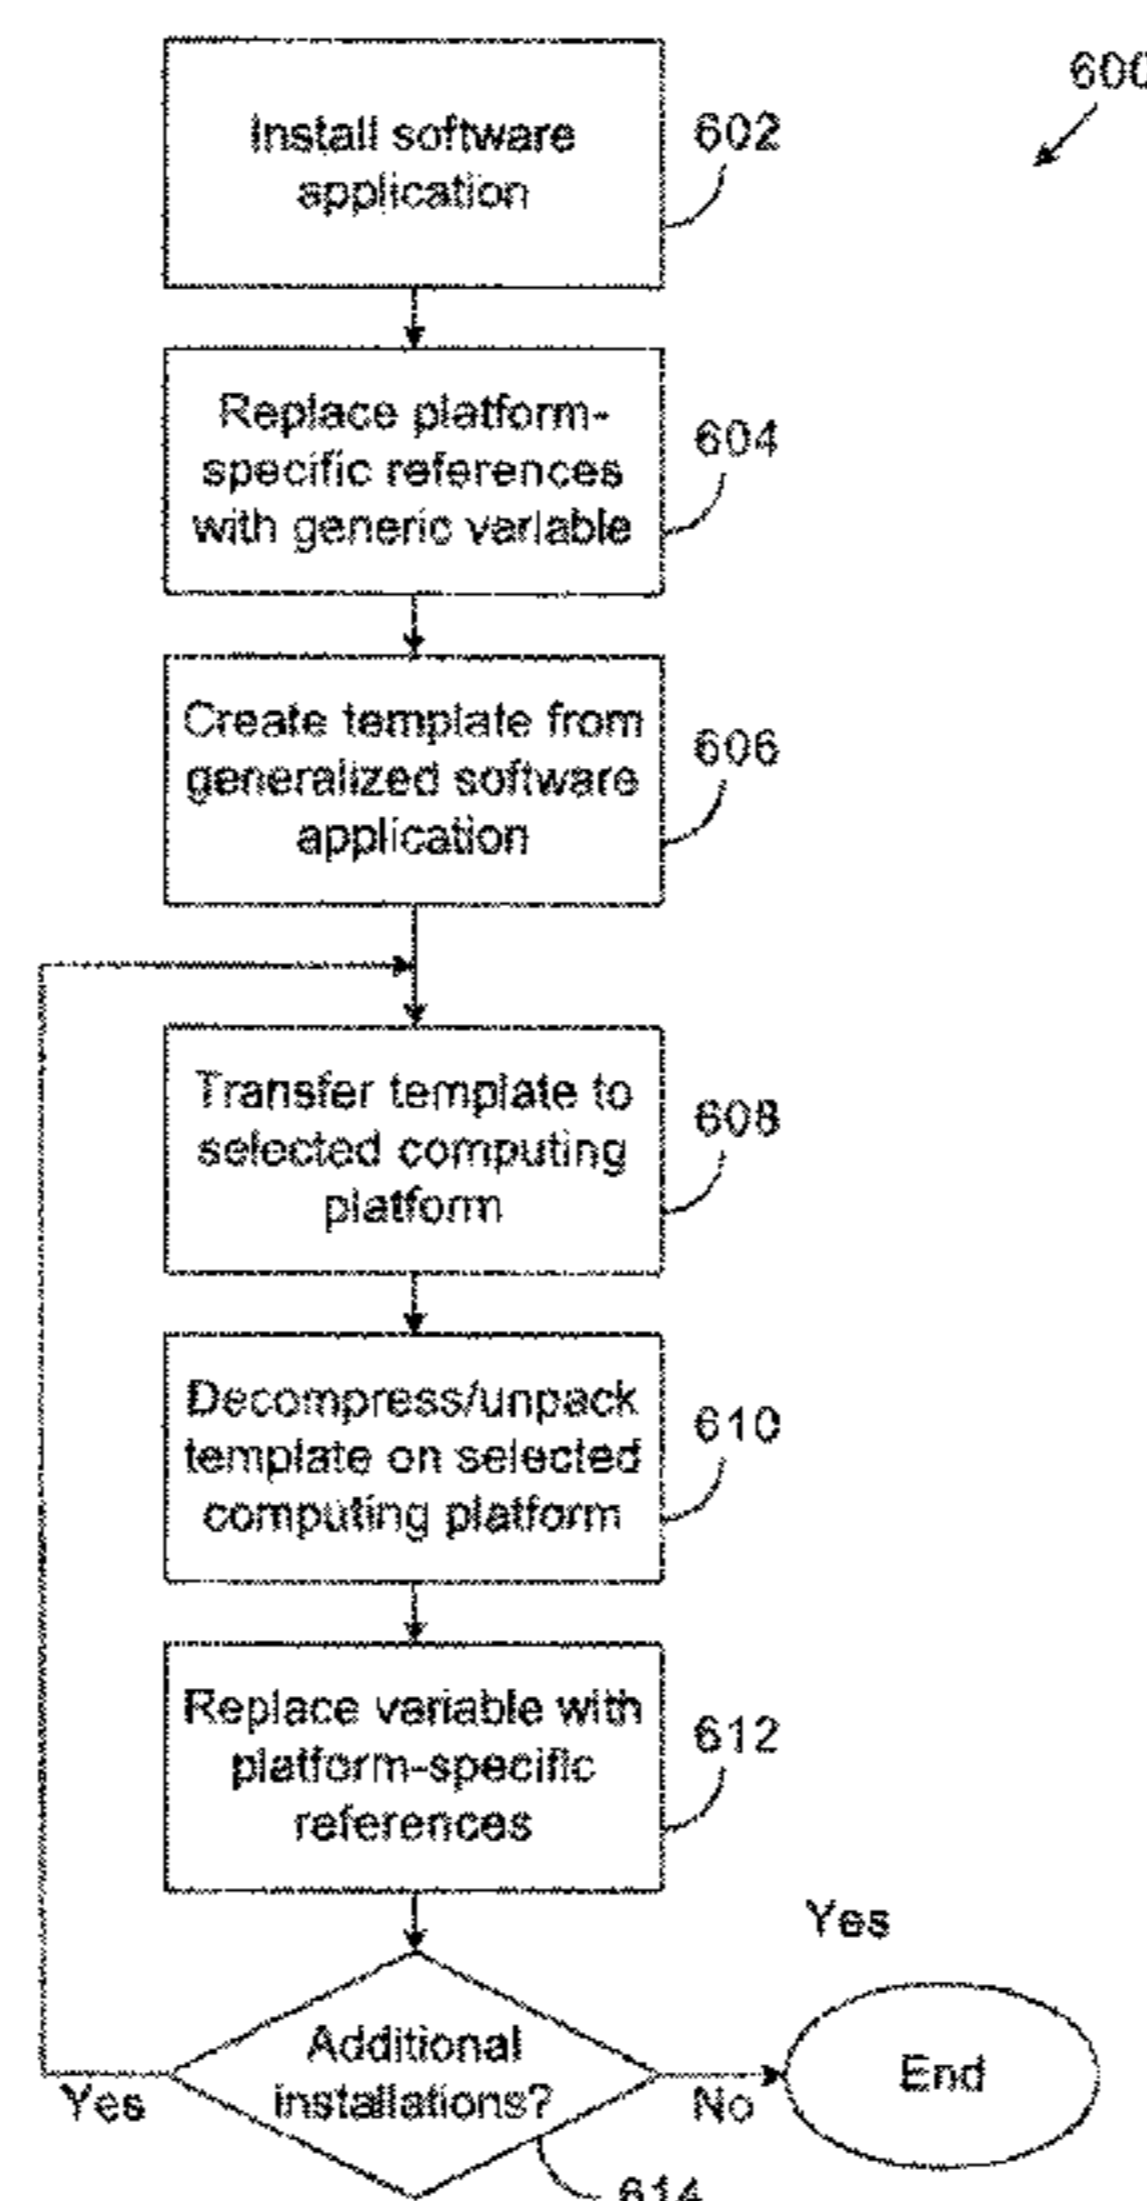 600
Install software
application
602
Replace platform-
specific references
with generic variable
604
Create template from
generalized software
application
606
Transfer template to
selected computing
platform
608
Decompress/unpack
template on selected
computing platform
610
Replace variable with
platform-specific
references
612
Yes
Additional
installations?
End
Yes
No
614